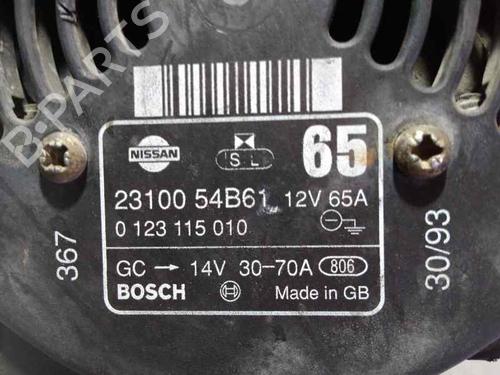 B-PARTS
65
NISSAN
S L
23100 54B61 12V 65A
0 123 115 010
GC → 14V 30-70A 806
BOSCH Made in GB
367
30/93